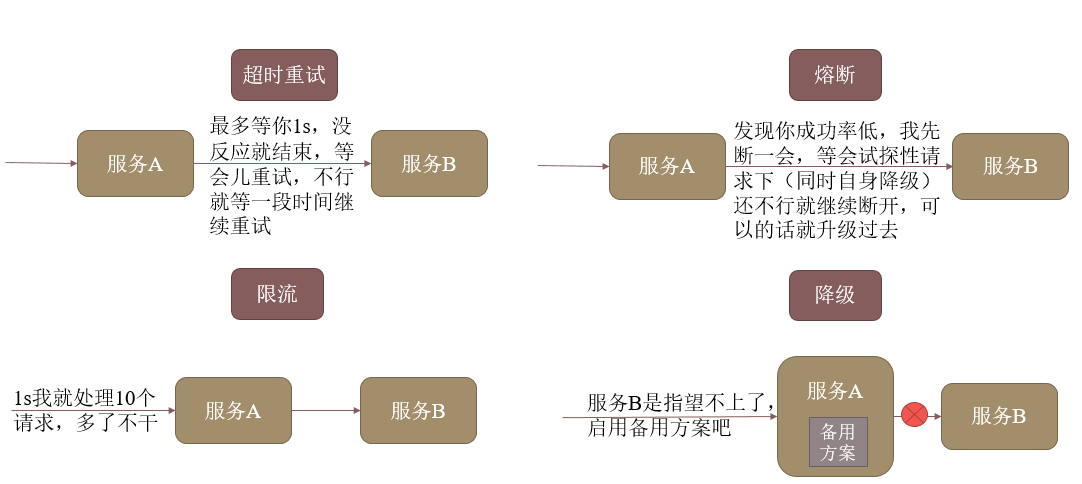 超时重试
服务A
最多等你1s，没
反应就结束，等
会儿重试，不行
就等一段时间继
续重试
服务B
熔断
服务A
发现你成功率低，我先
断一会，等会试探性请
求下（同时自身降级）
还不行就继续断开，可
以的话就升级过去
服务B
限流
1s我就处理10个
请求，多了不干
服务A
服务B
降级
服务B是指望不上了，
启用备用方案吧
服务A
备用
方案
服务B